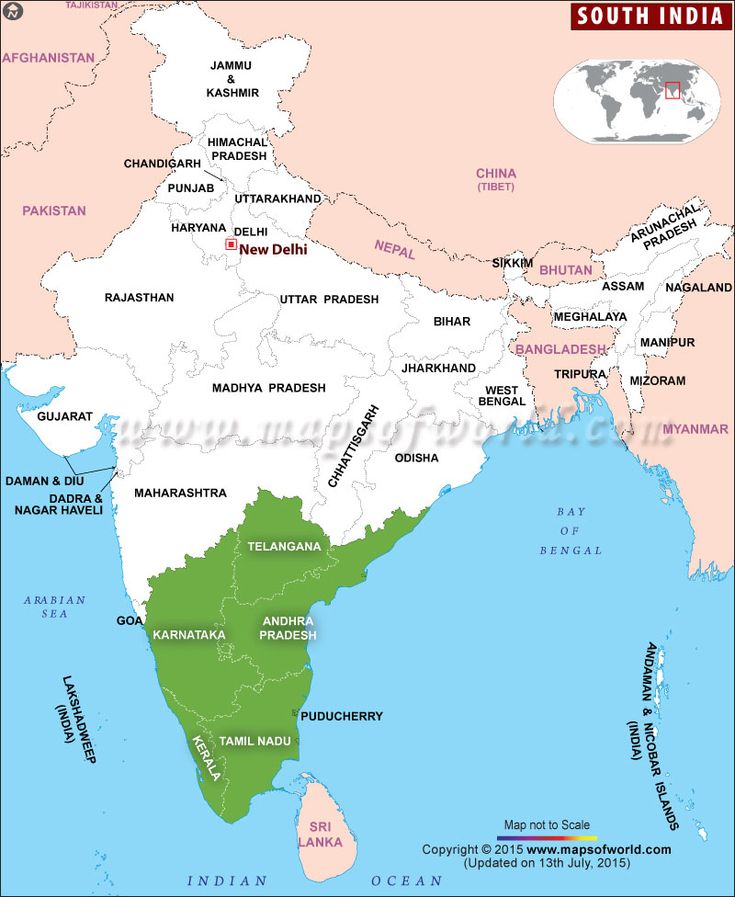 TAJIKISTAN
SOUTH INDIA
N
AFGHANISTAN
JAMMU
&
KASHMIR
HIMACHAL
PRADESH
CHANDIGARH
PUNJAB
CHINA
(TIBET)
UTTARAKHAND
PAKISTAN
HARYANA
DELHI
New Delhi
ARUNACHAL
PRADESH
NEPAL
SIKKIM
BHUTAN
ASSAM
NAGALAND
RAJASTHAN
UTTAR PRADESH
BIHAR
MEGHALAYA
MANIPUR
BANGLADESH
JHARKHAND
TRIPURA
MIZORAM
MADHYA PRADESH
WEST
BENGAL
GUJARAT
www.mapsofworld.com
CHHATTISGARH
MYANMAR
ODISHA
DAMAN & DIU
DADRA &
NAGAR HAVELI
MAHARASHTRA
BAY
OF
BENGAL
TELANGANA
ARABIAN
SEA
GOA
KARNATAKA
ANDHRA
PRADESH
LAKSHADWEEP
(INDIA)
ANDAMAN & NICOBAR ISLANDS
(INDIA)
PUDUCHERRY
KERALA
TAMIL NADU
SRI
LANKA
Map not to Scale
Copyright © 2015 www.mapsofworld.com
(Updated on 13th July, 2015)
INDIAN OCEAN